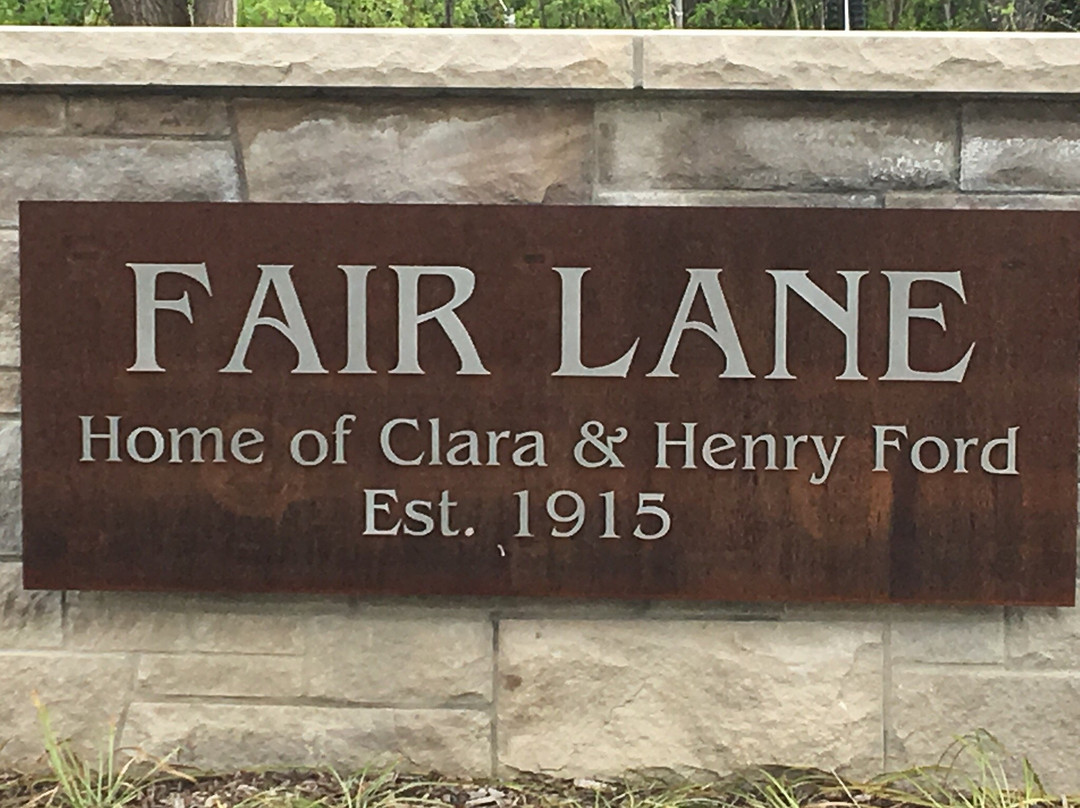 FAIR LANE
Home of Clara & Henry Ford
Est. 1915